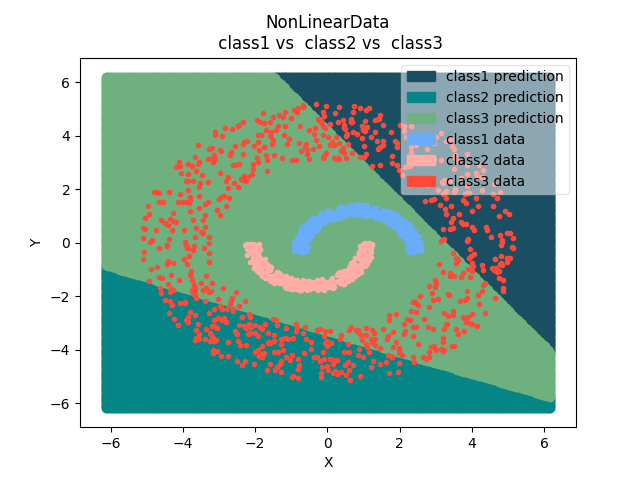 NonLinearData
class1 vs  class2 vs  class3
class1 prediction
class2 prediction
class3 prediction
class1 data
class2 data
class3 data
Y
6
4
2
0
−2
−4
−6
−6 −4 −2 0 2 4 6
X